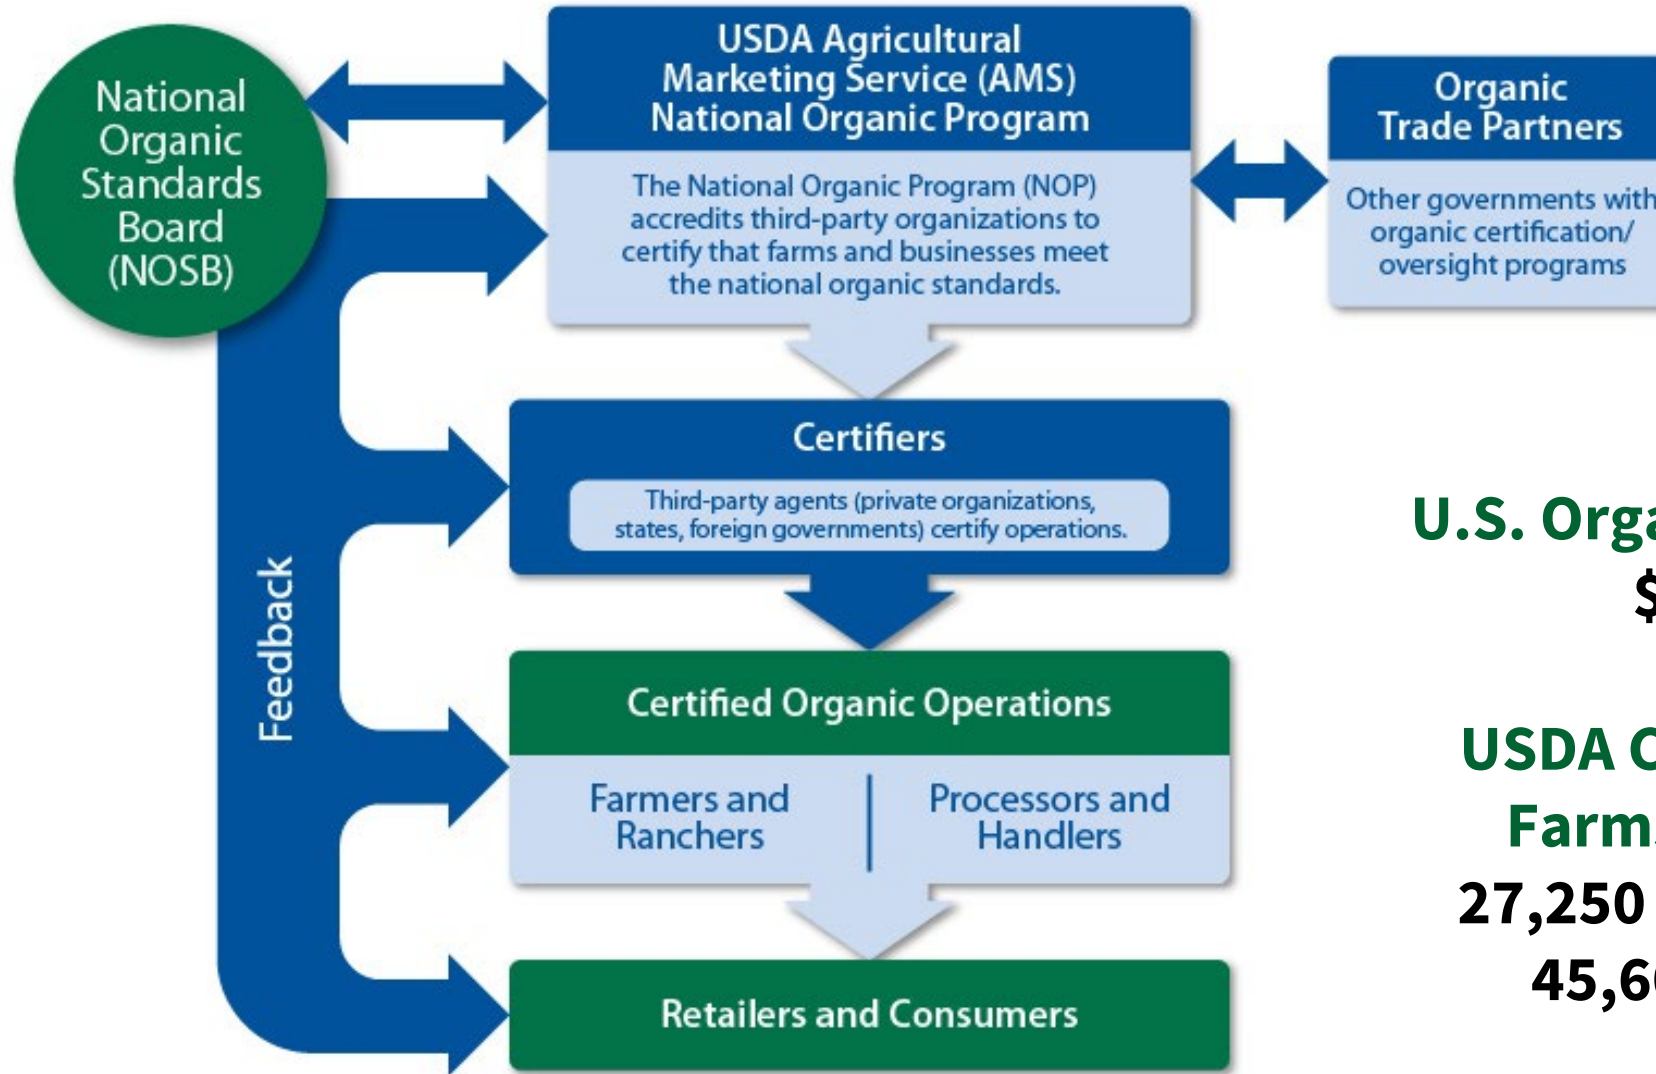 National
Organic
Standards
Board
(NOSB)
USDA Agricultural
Marketing Service (AMS)
National Organic Program
The National Organic Program (NOP)
accredits third-party organizations to
certify that farms and businesses meet
the national organic standards.
Organic
Trade Partners
Other governments with
organic certification/
oversight programs
Certifiers
Third-party agents (private organizations,
states, foreign governments) certify operations.
Feedback
Certified Organic Operations
Farmers and
Ranchers
Processors and
Handlers
Retailers and Consumers
U.S.
$
USDA
27,250